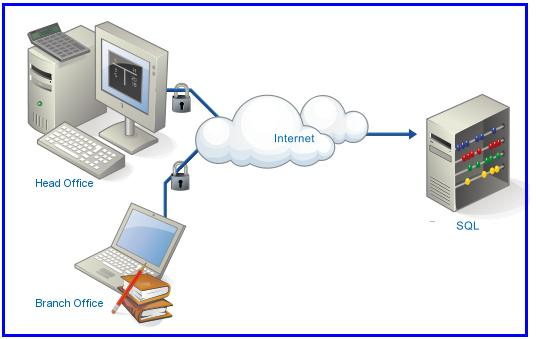 Internet
Head Office
SQL
Branch Office